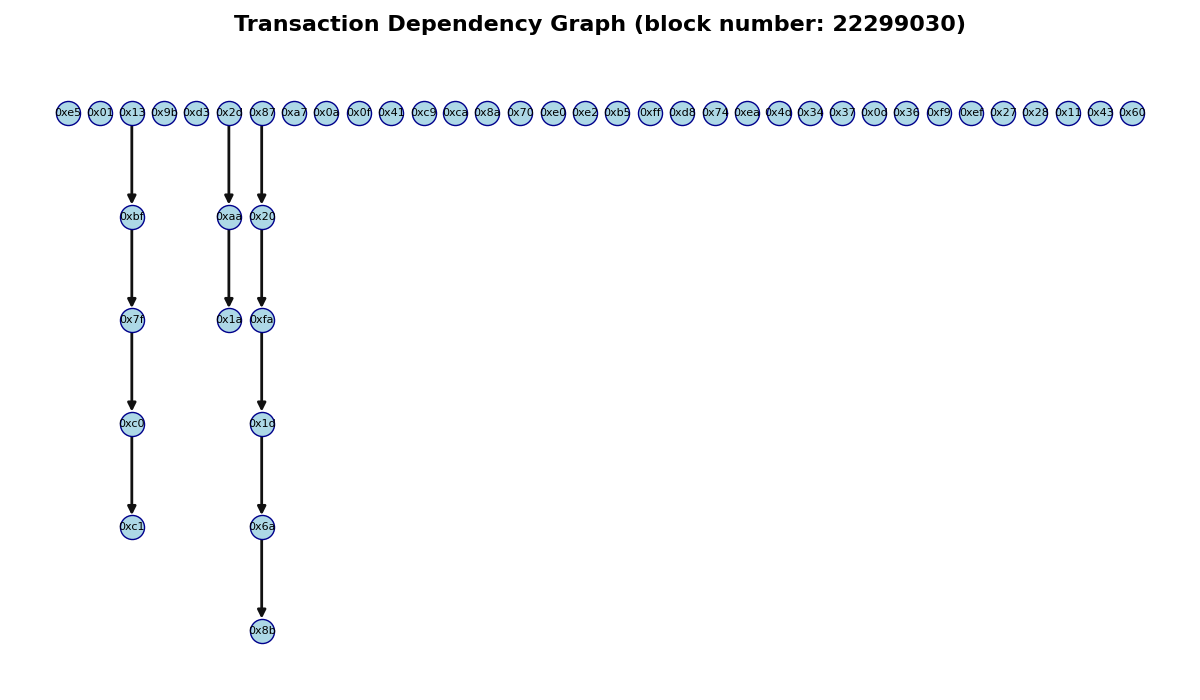 Transaction Dependency Graph (block number: 22299030)
0xe5 0x01 0x13 0x9b 0xd3 0x2d 0x87 0xa7 0x0a 0x0f 0x41 0xc9 0xca 0x8a 0x70 0xe0 0xe2 0xb5 0xff 0xd8 0x74 0xea 0x4d 0x34 0x37 0x0d 0x36 0xf9 0xef 0x27 0x28 0x11 0x43 0x60
0xbf 0xaa 0x20
0x7f 0x1a 0xfa
0xc0 0x1d
0xc1 0x6a
0x8b